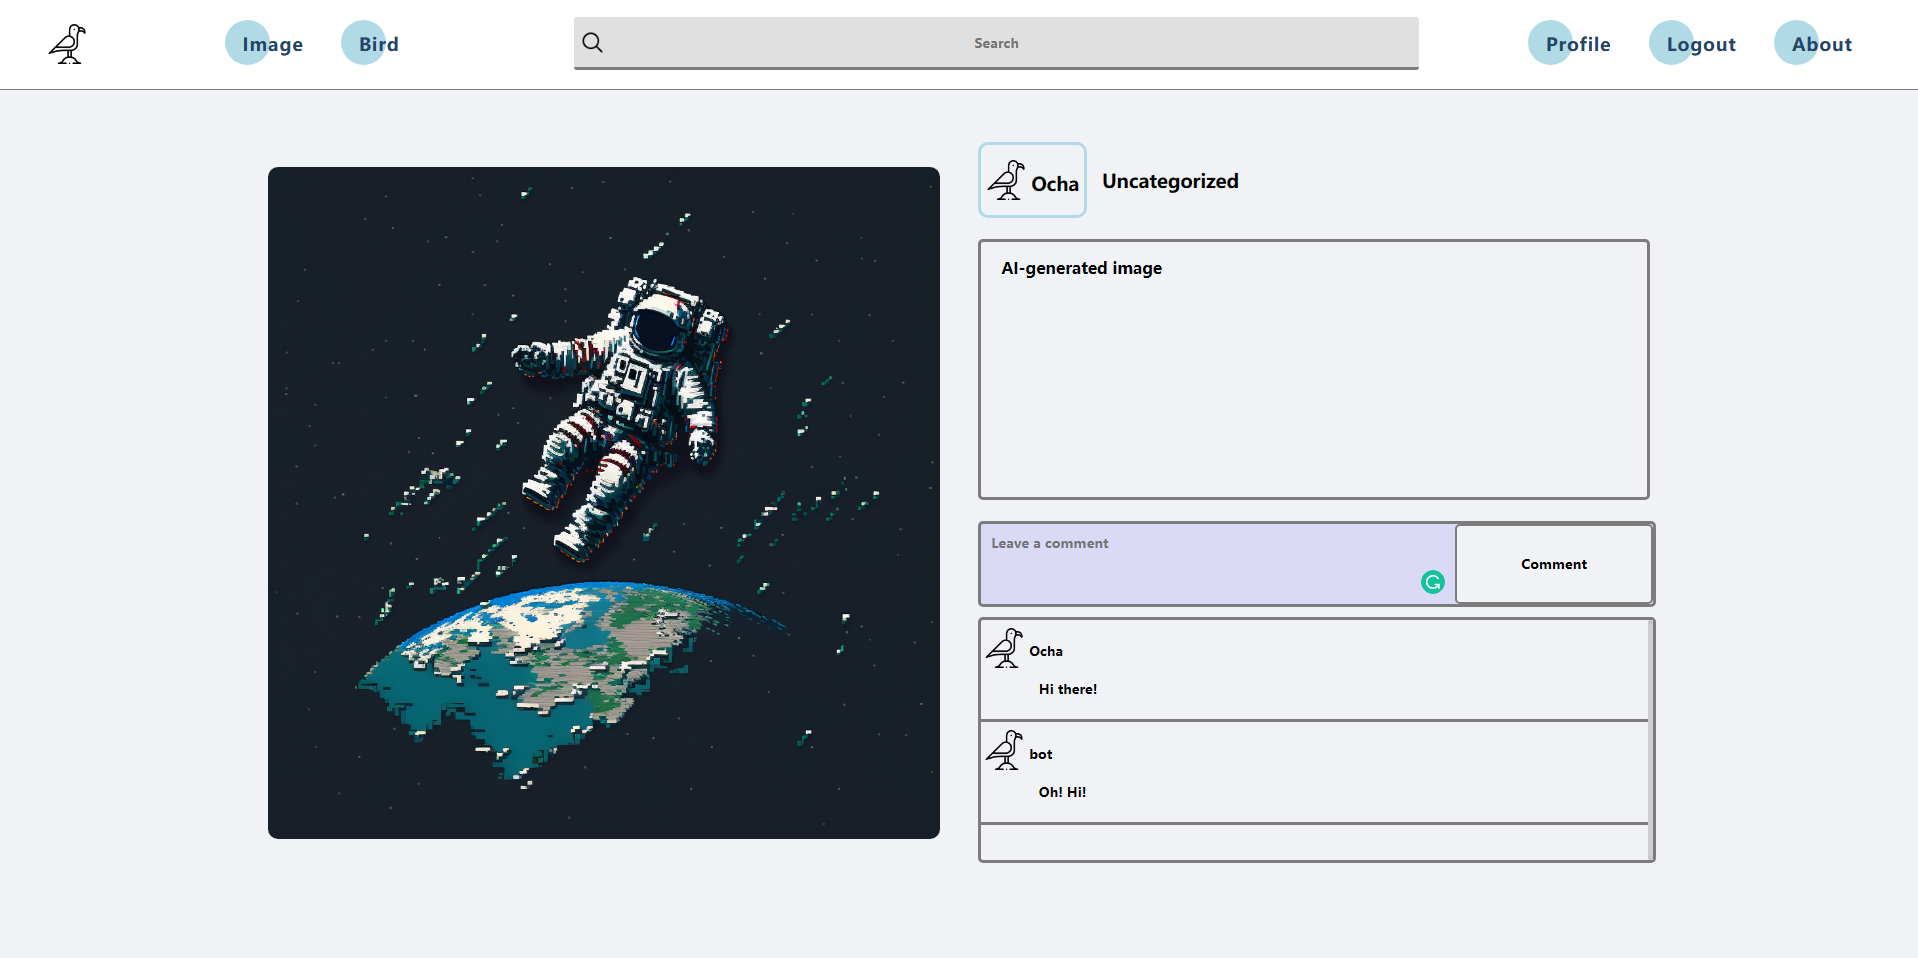 Image
Bird
Search
Profile
Logout
About
Ocha
Uncategorized
AI-generated image
Leave a comment
Comment
Ocha
Hi there!
bot
Oh! Hi!